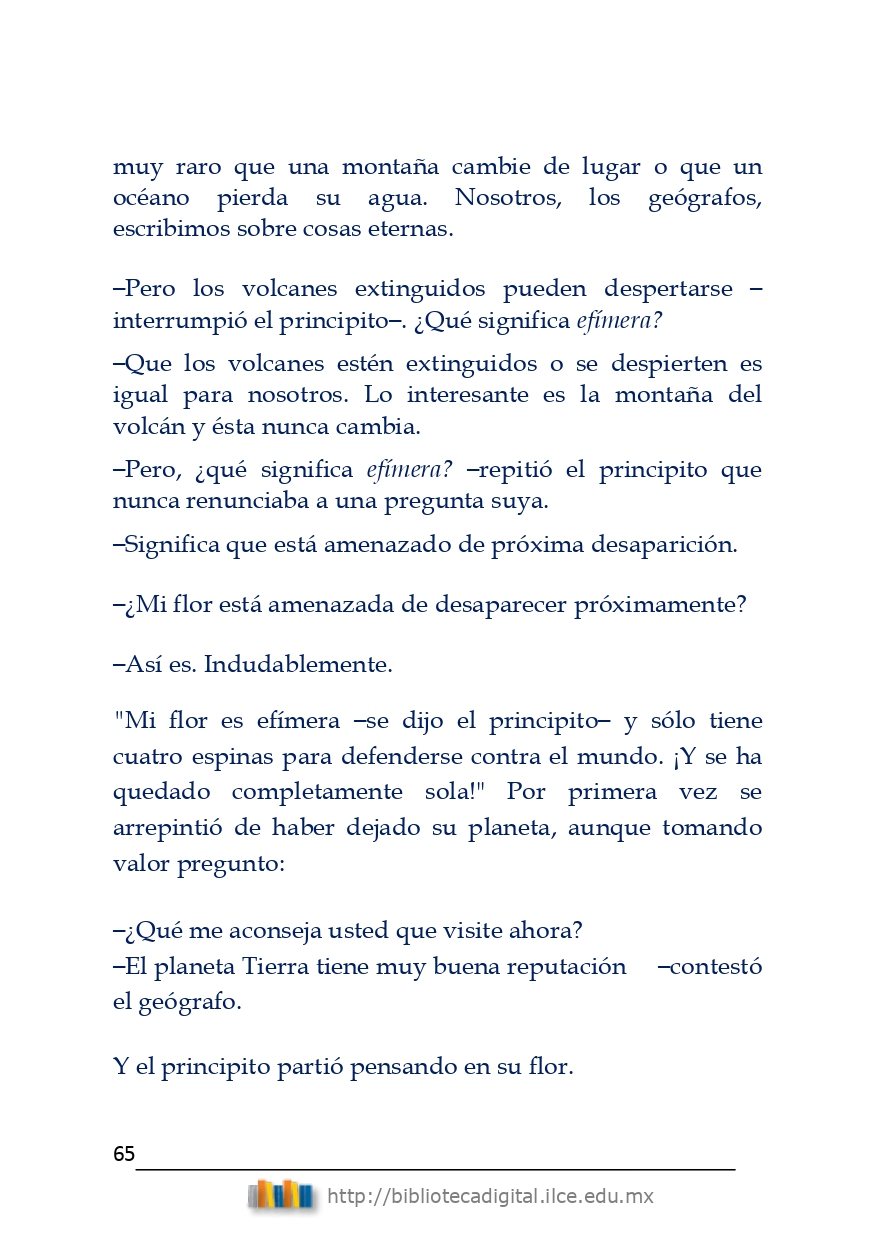 muy raro que una montaña cambie de lugar o que un
océano pierda su agua. Nosotros, los geógrafos,
escribimos sobre cosas eternas.
–Pero los volcanes extinguidos pueden despertarse –
interrumpió el principito–. ¿Qué significa efímera?
–Que los volcanes estén extinguidos o se despierten es
igual para nosotros. Lo interesante es la montaña del
volcán y ésta nunca cambia.
–Pero, ¿qué significa efímera? –repitió el principito que
nunca renunciaba a una pregunta suya.
–Significa que está amenazado de próxima desaparición.
–¿Mi flor está amenazada de desaparecer próximamente?
–Así es. Indudablemente.
"Mi flor es efímera –se dijo el principito– y sólo tiene
cuatro espinas para defenderse contra el mundo. ¡Y se ha
quedado completamente sola!" Por primera vez se
arrepintió de haber dejado su planeta, aunque tomando
valor pregunto:
–¿Qué me aconseja usted que visite ahora?
–El planeta Tierra tiene muy buena reputación –contestó
el geógrafo.
Y el principito partió pensando en su flor.
65
http://bibliotecadigital.ilce.edu.mx